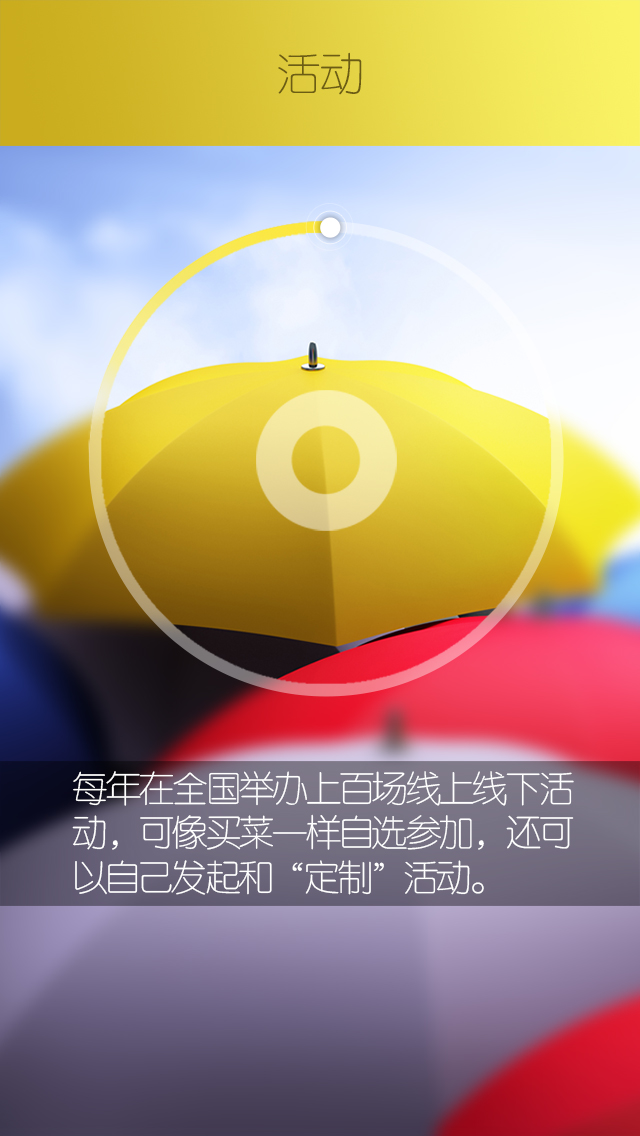 活动
每年在全国举办上百场线上线下活
动，可像买菜一样自选参加，还可
以自己发起和“定制”活动。